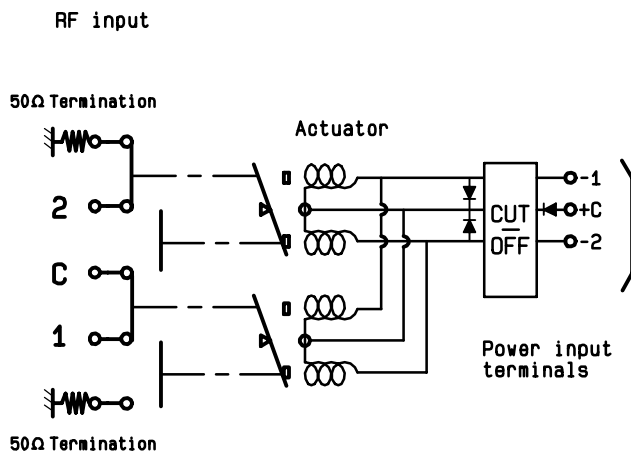 RF input
50Ω Termination
Actuator
-1
2
CUT
+C
OFF
-2
C
1
Power input
terminals
50Ω Termination